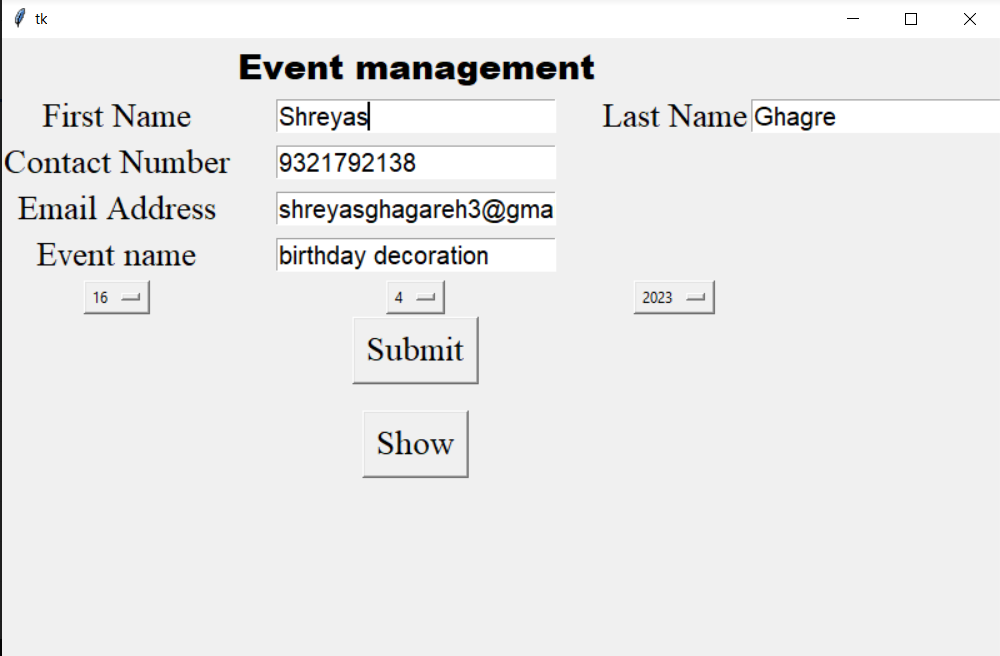 tk
Event management
First Name Shreyas Last Name Ghagre
Contact Number 9321792138
Email Address shreyasghagareh3@gma
Event name birthday decoration
16 4 2023
Submit
Show